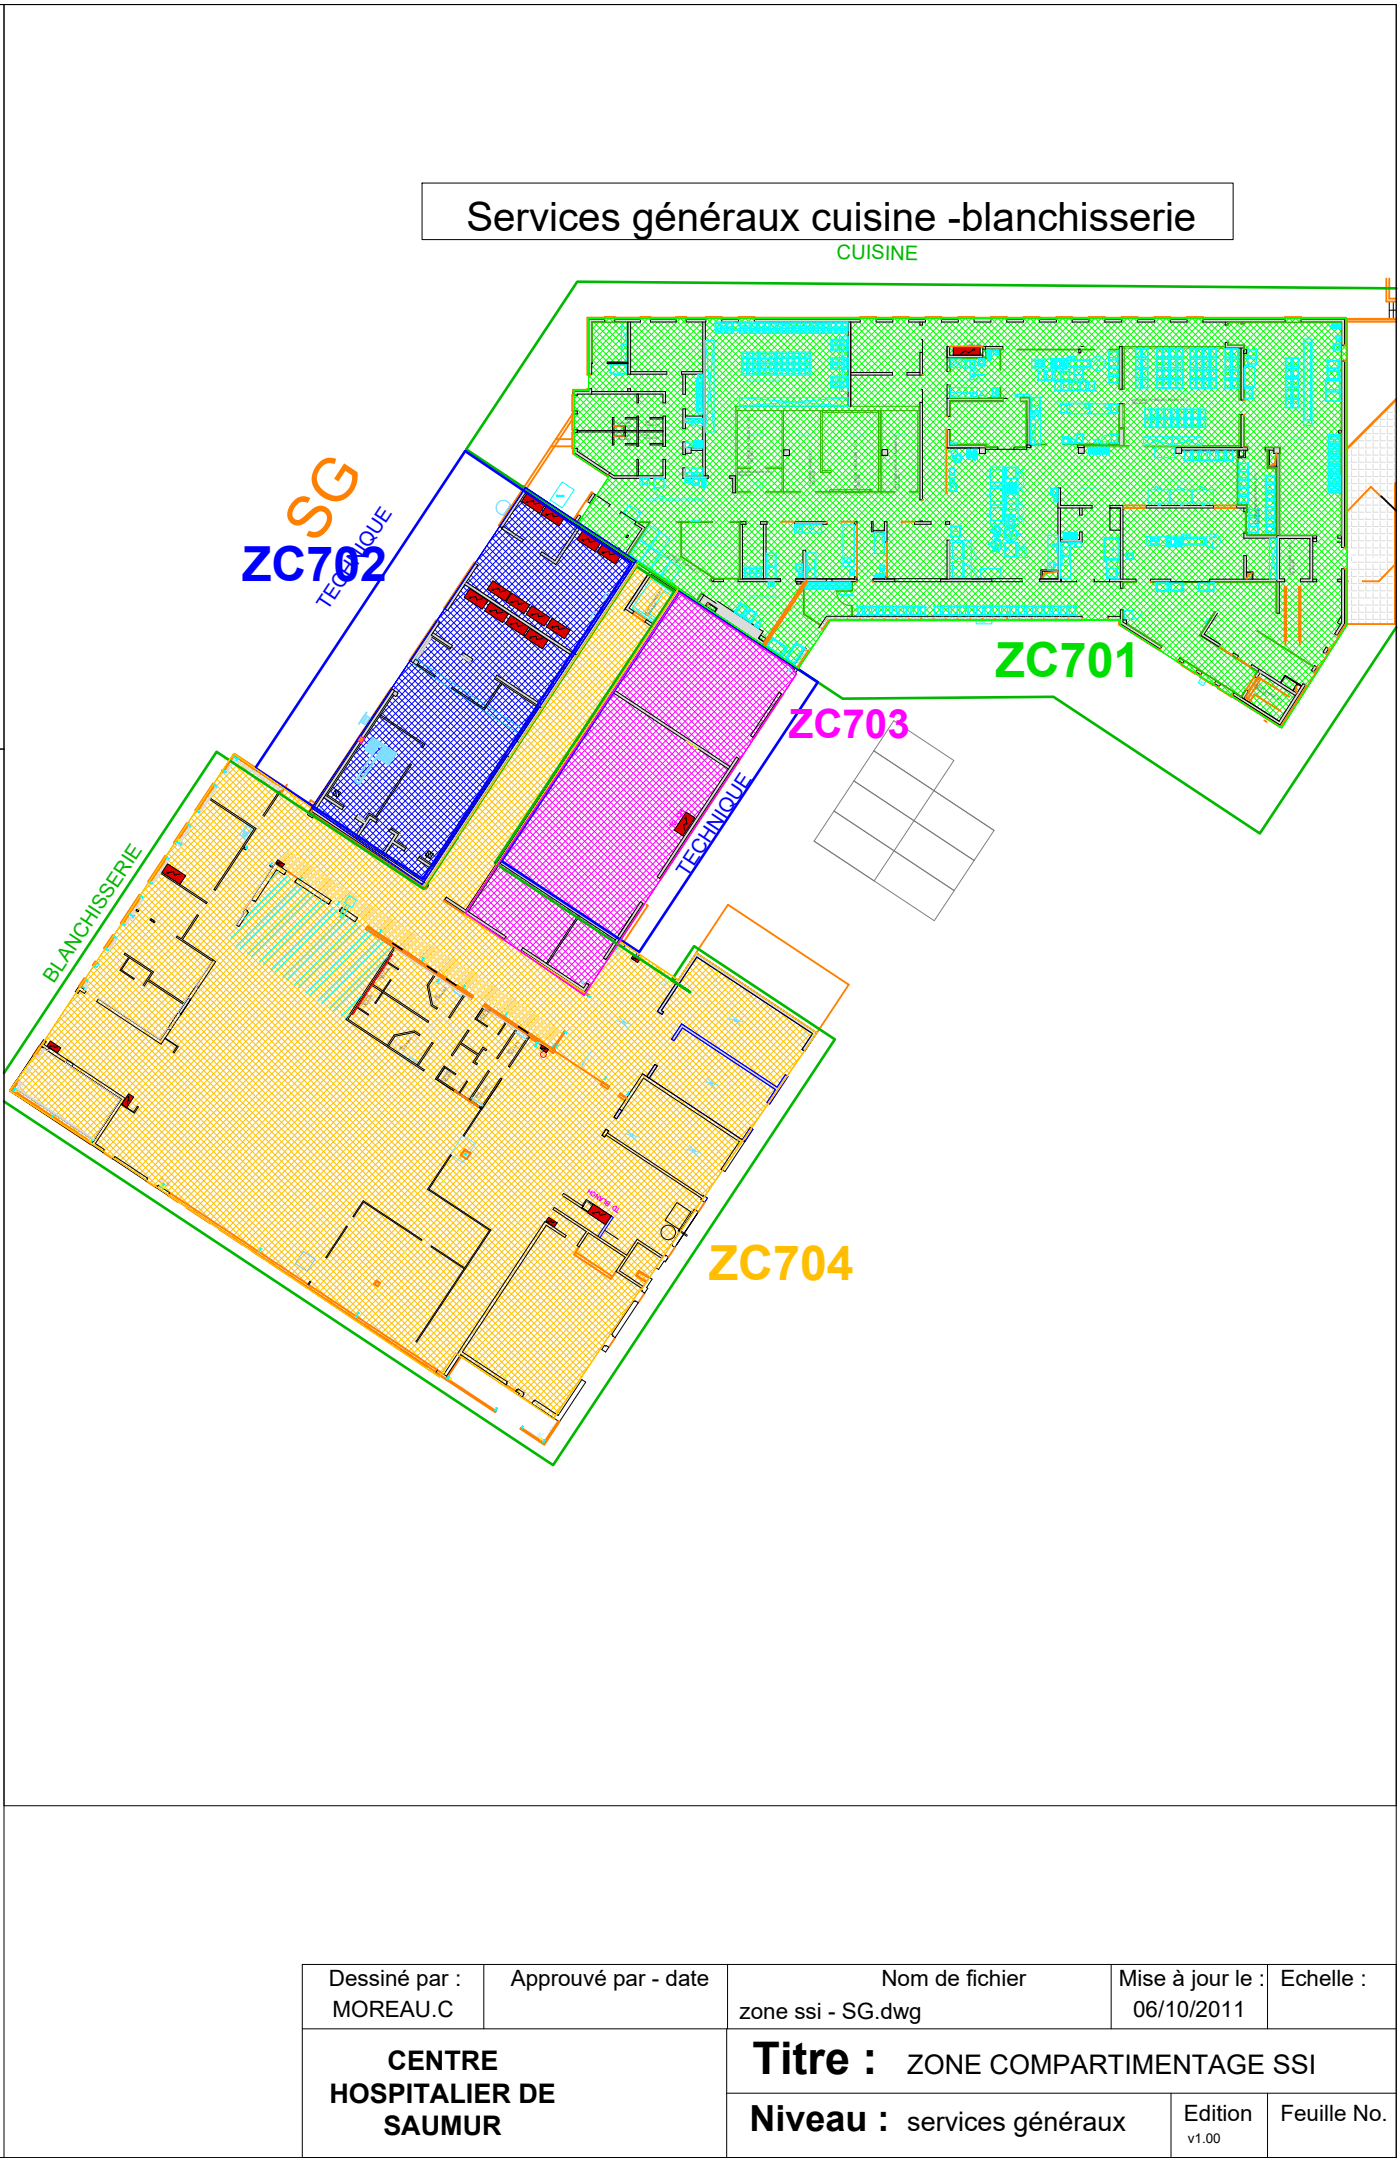 Services généraux cuisine -blanchisserie
CUISINE
SG
TECHNIQUE
ZC702
ZC701
ZC703
TECHNIQUE
BLANCHISSERIE
TD BLANCH
ZC704
Dessiné par :
MOREAU.C
Approuvé par - date
Nom de fichier
zone ssi - SG.dwg
Mise à jour le :
06/10/2011
Echelle :
CENTRE
HOSPITALIER DE
SAUMUR
Titre : ZONE COMPARTIMENTAGE SSI
Niveau : services généraux
Edition
v1.00
Feuille No.